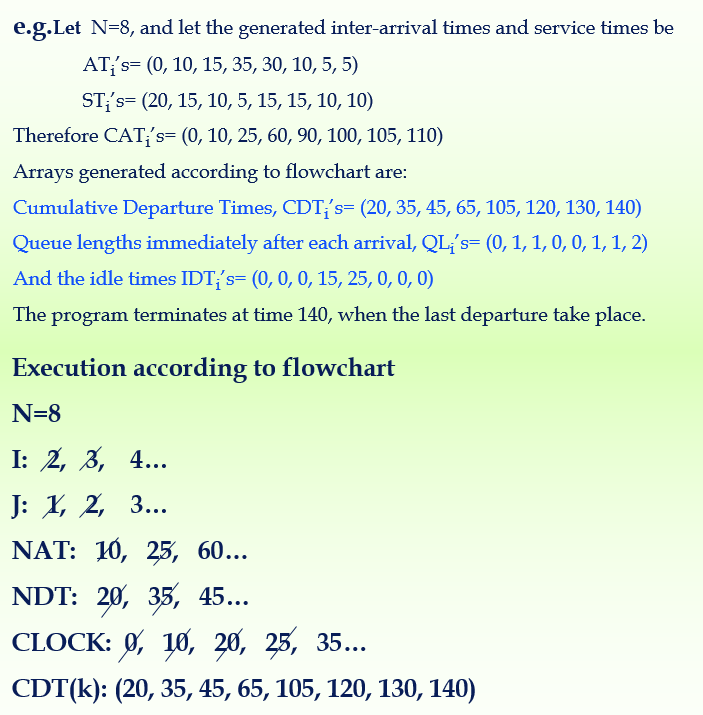 e.g.Let N=8, and let the generated inter-arrival times and service times be
ATᵢ’s= (0, 10, 15, 35, 30, 10, 5, 5)
STᵢ’s= (20, 15, 10, 5, 15, 15, 10, 10)
Therefore CATᵢ’s= (0, 10, 25, 60, 90, 100, 105, 110)
Arrays generated according to flowchart are:
Cumulative Departure Times, CDTᵢ’s= (20, 35, 45, 65, 105, 120, 130, 140)
Queue lengths immediately after each arrival, QLᵢ’s= (0, 1, 1, 0, 0, 1, 1, 2)
And the idle times IDTᵢ’s= (0, 0, 0, 15, 25, 0, 0, 0)
The program terminates at time 140, when the last departure take place.
Execution according to flowchart
N=8
I: 2, 3, 4...
J: 1, 2, 3...
NAT: 10, 25, 60...
NDT: 20, 35, 45...
CLOCK: 0, 10, 20, 25, 35...
CDT(k): (20, 35, 45, 65, 105, 120, 130, 140)